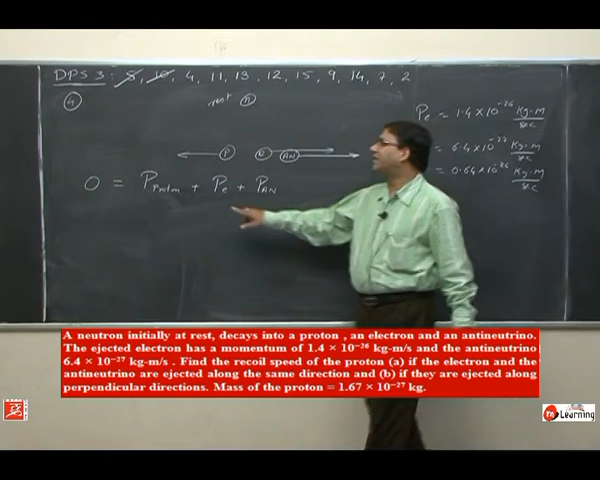 DPS 3 : 8, 10, 4, 11, 13, 12, 15, 9, 14, 7, 2
4
rest n
Pe = 1.4 × 10⁻²⁶ Kg-m/sec
= 6.4 × 10⁻²⁷ Kg-m/sec
= 0.64 × 10⁻²⁶ Kg-m/sec
P e AN
0 = P proton + Pe + P AN
A neutron initially at rest, decays into a proton , an electron and an antineutrino.
The ejected electron has a momentum of 1.4 × 10⁻²⁶ kg-m/s and the antineutrino
6.4 × 10⁻²⁷ kg-m/s . Find the recoil speed of the proton (a) if the electron and the
antineutrino are ejected along the same direction and (b) if they are ejected along
perpendicular directions. Mass of the proton = 1.67 × 10⁻²⁷ kg.
m Learning